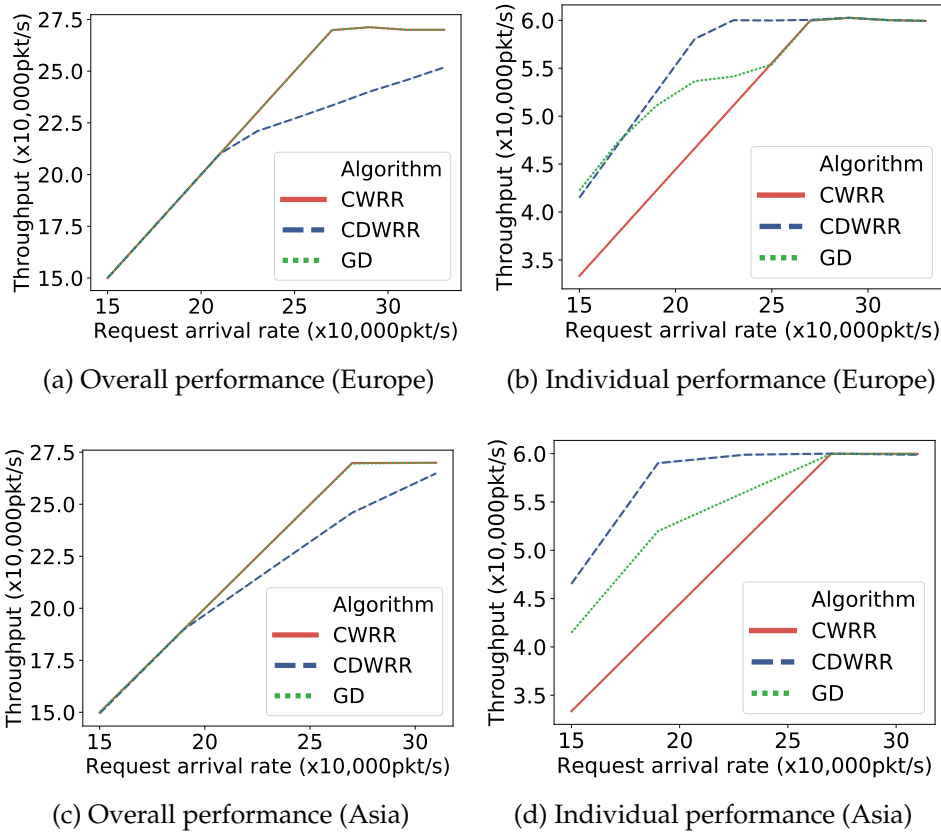 27.5
25.0
22.5
20.0
17.5
15.0
Throughput (x10,000pkt/s)
15 20 25 30
Request arrival rate (x10,000pkt/s)
Algorithm
CWRR
CDWRR
GD
(a) Overall performance (Europe)
6.0
5.5
5.0
4.5
4.0
3.5
Throughput (x10,000pkt/s)
15 20 25 30
Request arrival rate (x10,000pkt/s)
Algorithm
CWRR
CDWRR
GD
(b) Individual performance (Europe)
27.5
25.0
22.5
20.0
17.5
15.0
Throughput (x10,000pkt/s)
15 20 25 30
Request arrival rate (x10,000pkt/s)
Algorithm
CWRR
CDWRR
GD
(c) Overall performance (Asia)
6.0
5.5
5.0
4.5
4.0
3.5
Throughput (x10,000pkt/s)
15 20 25 30
Request arrival rate (x10,000pkt/s)
Algorithm
CWRR
CDWRR
GD
(d) Individual performance (Asia)